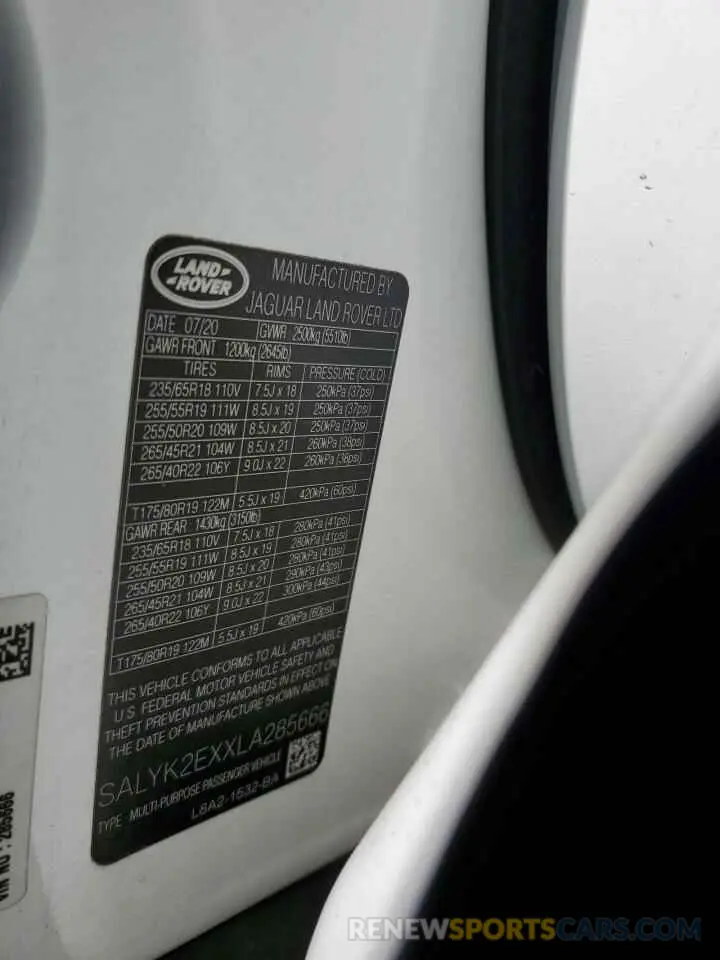 LAND-
ROVER
MANUFACTURED BY
JAGUAR LAND ROVER LTD
DATE 07/20 GVWR 2500kg (5510lb)
GAWR FRONT 1200kg (2645lb)
TIRES RIMS PRESSURE (COLD)
235/65R18 110V 7.5J x 18 250kPa (37psi)
255/55R19 111W 8.5J x 19 250kPa (37psi)
255/50R20 109W 8.5J x 20 250kPa (37psi)
265/45R21 104W 8.5J x 21 260kPa (38psi)
265/40R22 106Y 9.0J x 22 260kPa (38psi)
T175/80R19 122M 5.5J x 19 420kPa (60psi)
GAWR REAR 1430kg (3150lb)
235/65R18 110V 7.5J x 18 280kPa (41psi)
255/55R19 111W 8.5J x 19 280kPa (41psi)
255/50R20 109W 8.5J x 20 280kPa (41psi)
265/45R21 104W 8.5J x 21 290kPa (43psi)
265/40R22 106Y 9.0J x 22 300kPa (44psi)
T175/80R19 122M 5.5J x 19 420kPa (60psi)
THIS VEHICLE CONFORMS TO ALL APPLICABLE
U.S. FEDERAL MOTOR VEHICLE SAFETY AND
THEFT PREVENTION STANDARDS IN EFFECT ON
THE DATE OF MANUFACTURE SHOWN ABOVE
SALYK2EXXLA285666
TYPE MULTI-PURPOSE PASSENGER VEHICLE
L8A2-1532-BA
VIN NO : 285666
RENEWSPORTSCARS.COM